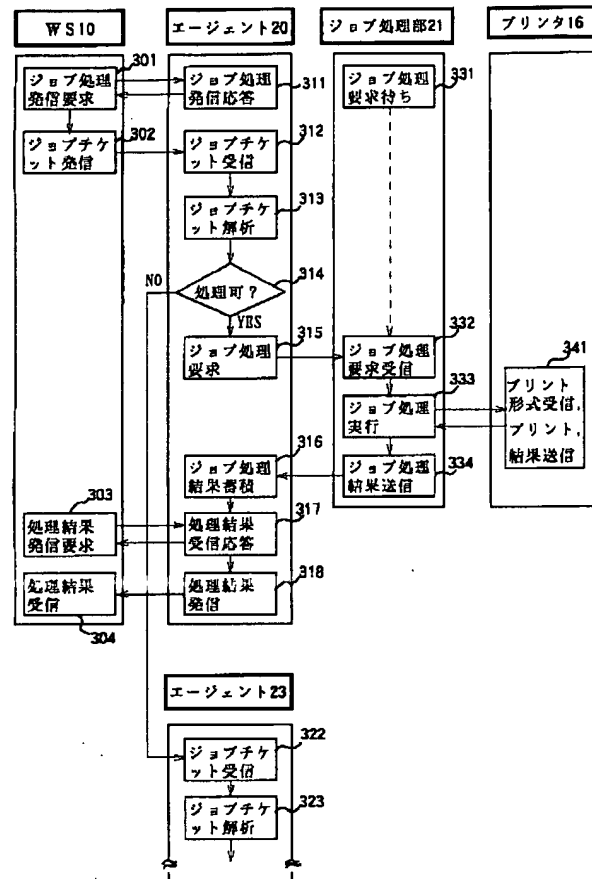 WS10
エージェント20
ジョブ処理部21
プリンタ16
301
ジョブ処理
発信要求
ジョブ処理
発信応答
311
ジョブ処理
要求待ち
331
302
ジョブチケ
ット発信
312
ジョブチケ
ット受信
313
ジョブチケ
ット解析
314
処理可?
NO
YES
315
ジョブ処理
要求
332
ジョブ処理
要求受信
333
ジョブ処理
実行
341
プリント
形式受信,
プリント,
結果送信
316
ジョブ処理
結果蓄積
334
ジョブ処理
結果送信
303
処理結果
発信要求
317
処理結果
受信応答
処理結果
受信
304
318
処理結果
発信
エージェント23
322
ジョブチケ
ット受信
323
ジョブチケ
ット解析